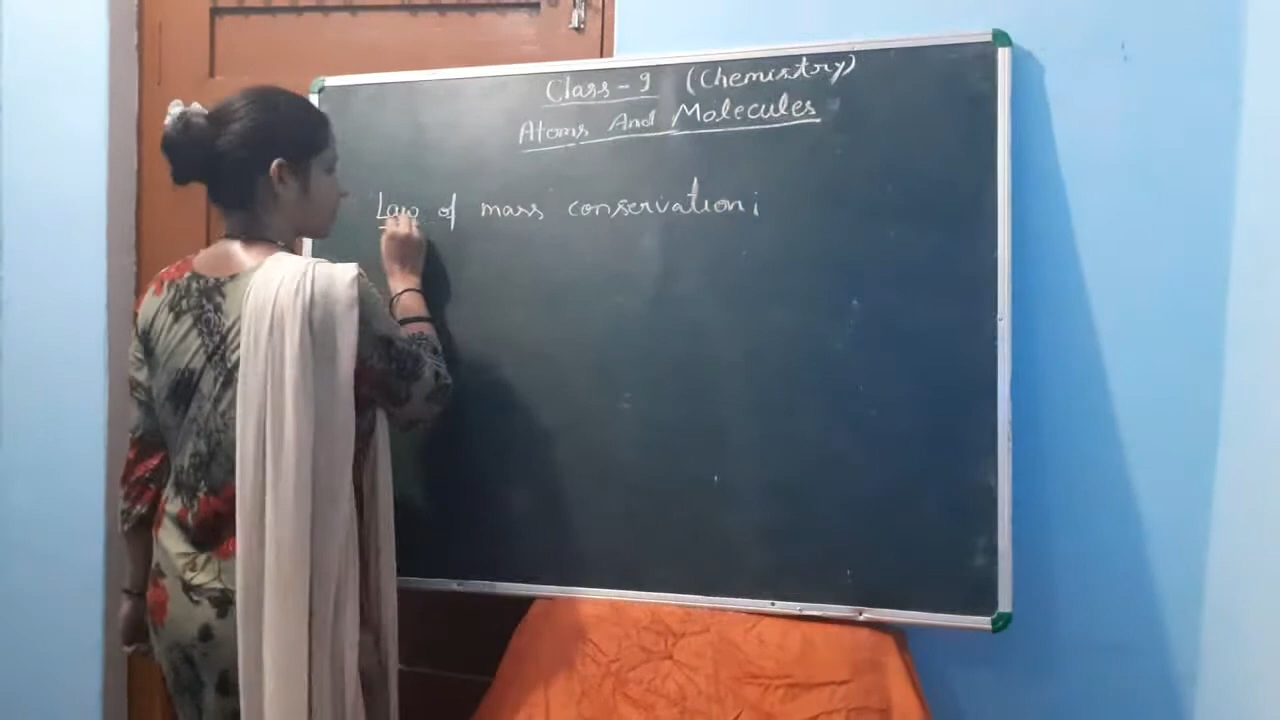 Class - 9 (Chemistry)
Atoms And Molecules
Law of mass conservation;